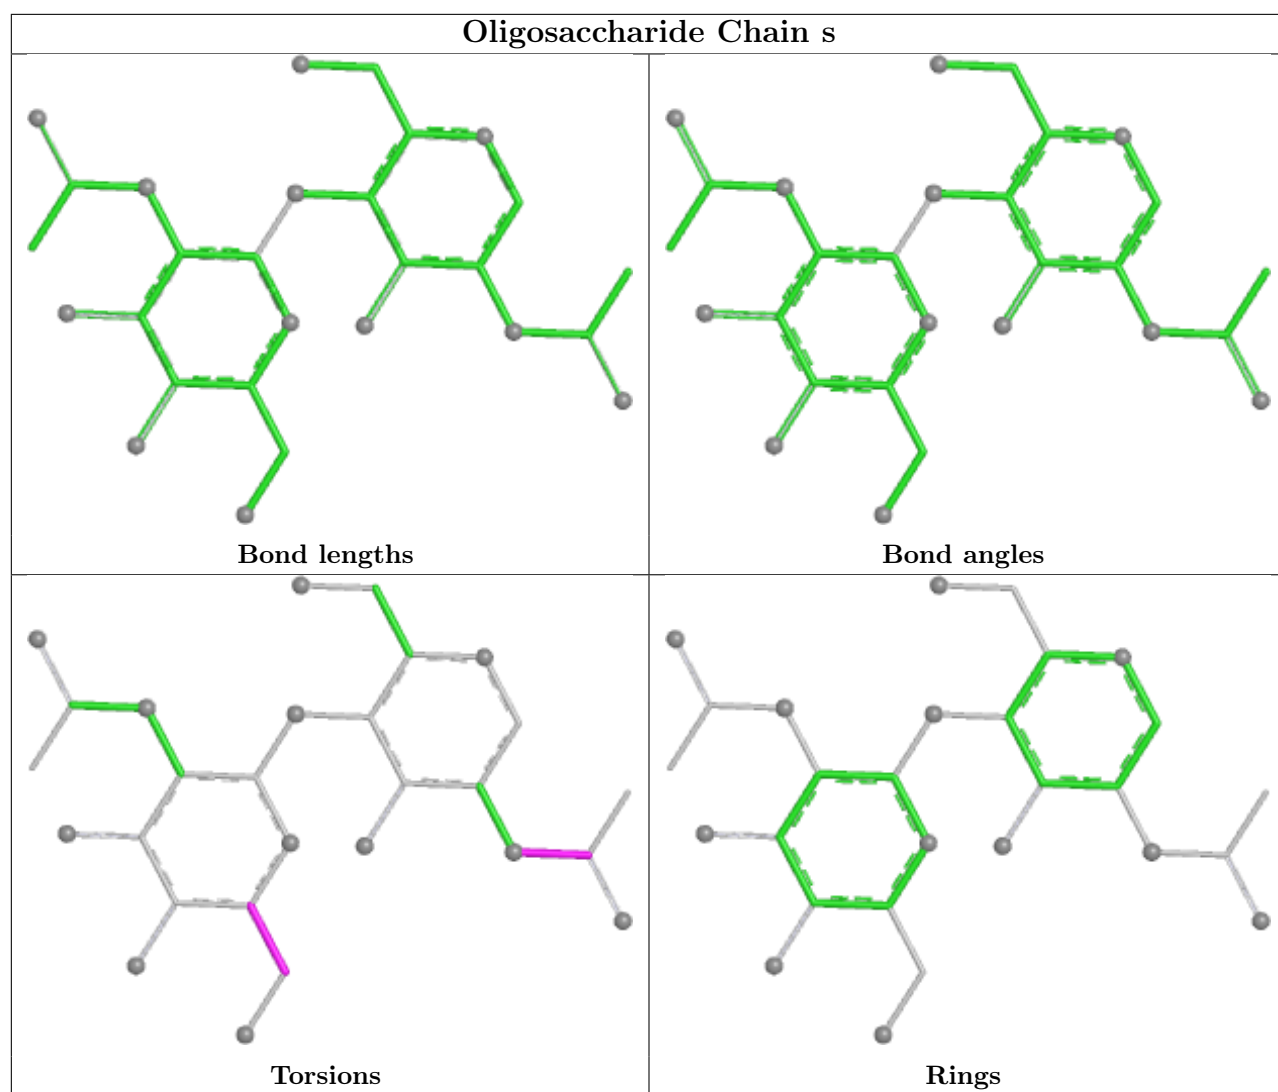 Oligosaccharide Chain s
Bond lengths
Bond angles
Torsions
Rings